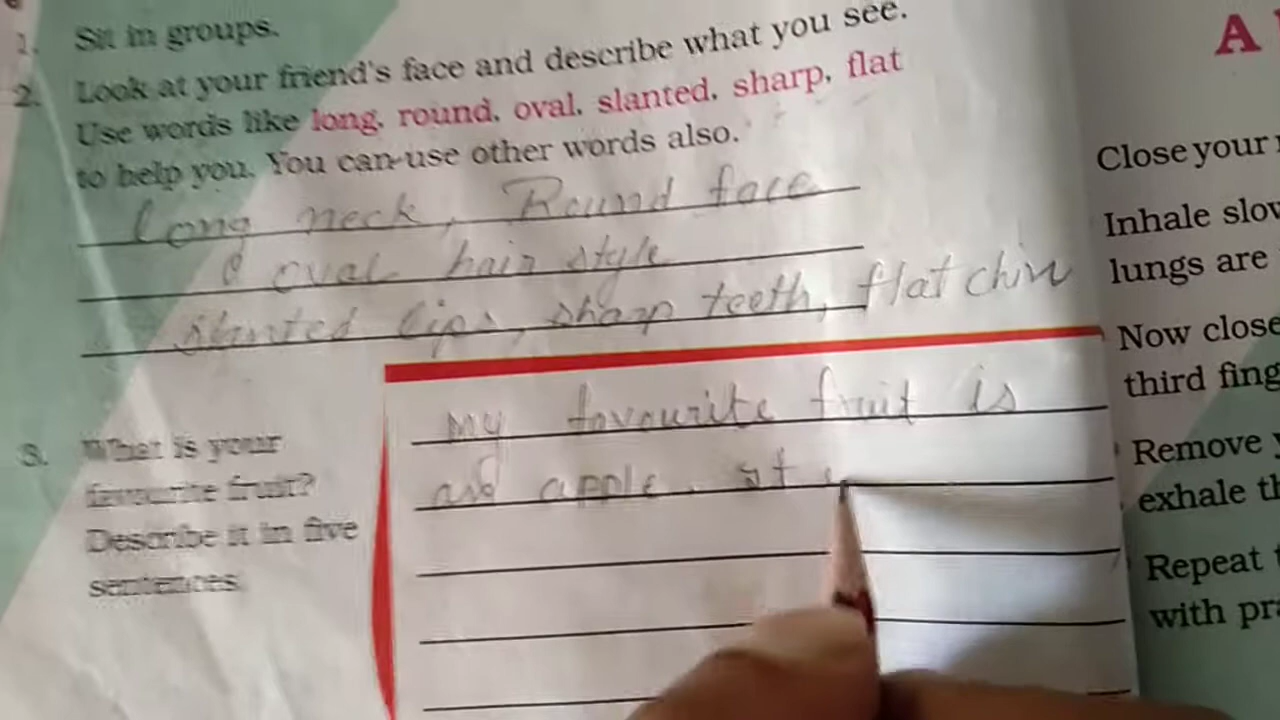 1. Sit in groups.
2. Look at your friend's face and describe what you see.
Use words like long, round, oval, slanted, sharp, flat
to help you. You can use other words also.
long neck, Round face
oval hair style
slanted lips, sharp teeth, flat chin
3. What is your
favourite fruit?
Describe it in five
sentences.
My favourite fruit is
apple. It
A
Close your
Inhale slow
lungs are
Now close
third fing
Remove y
exhale th
Repeat t
with pra